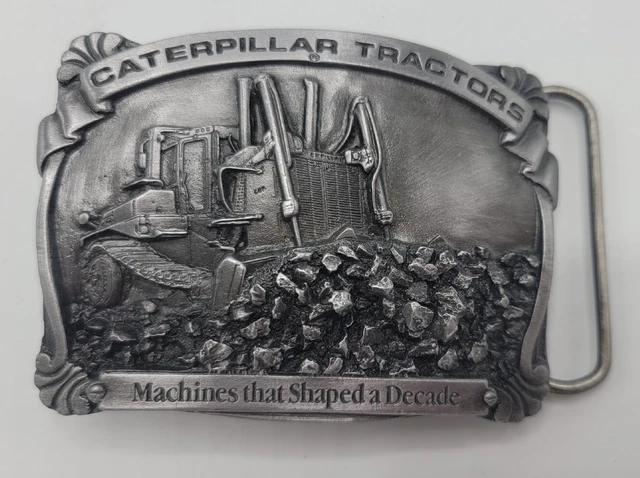 CATERPILLAR TRACTORS
®
Machines that Shaped a Decade